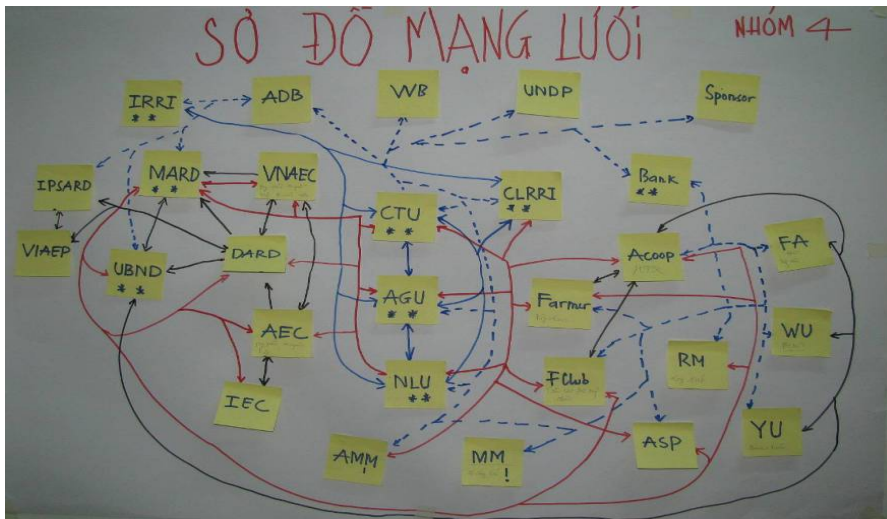 SƠ ĐỒ MẠNG LƯỚI
NHÓM 4
IRRI
* *
ADB
WB
UNDP
Sponsor
IPSARD
MARD
* *
VNAEC
CTU
* *
CLRRI
* *
Bank
* *
VIAEP
UBND
* *
DARD
ACOOP
FA
AGU
* *
Farmer
AEC
NLU
* *
FClub
RM
WU
IEC
AMM
!
MM
!
ASP
YU